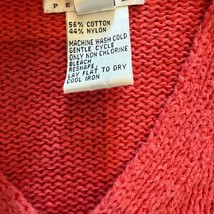 56% COTTON
44% NYLON
MACHINE WASH COLD
GENTLE CYCLE
ONLY NON CHLORINE
BLEACH
RESHAPE,
LAY FLAT TO DRY
COOL IRON